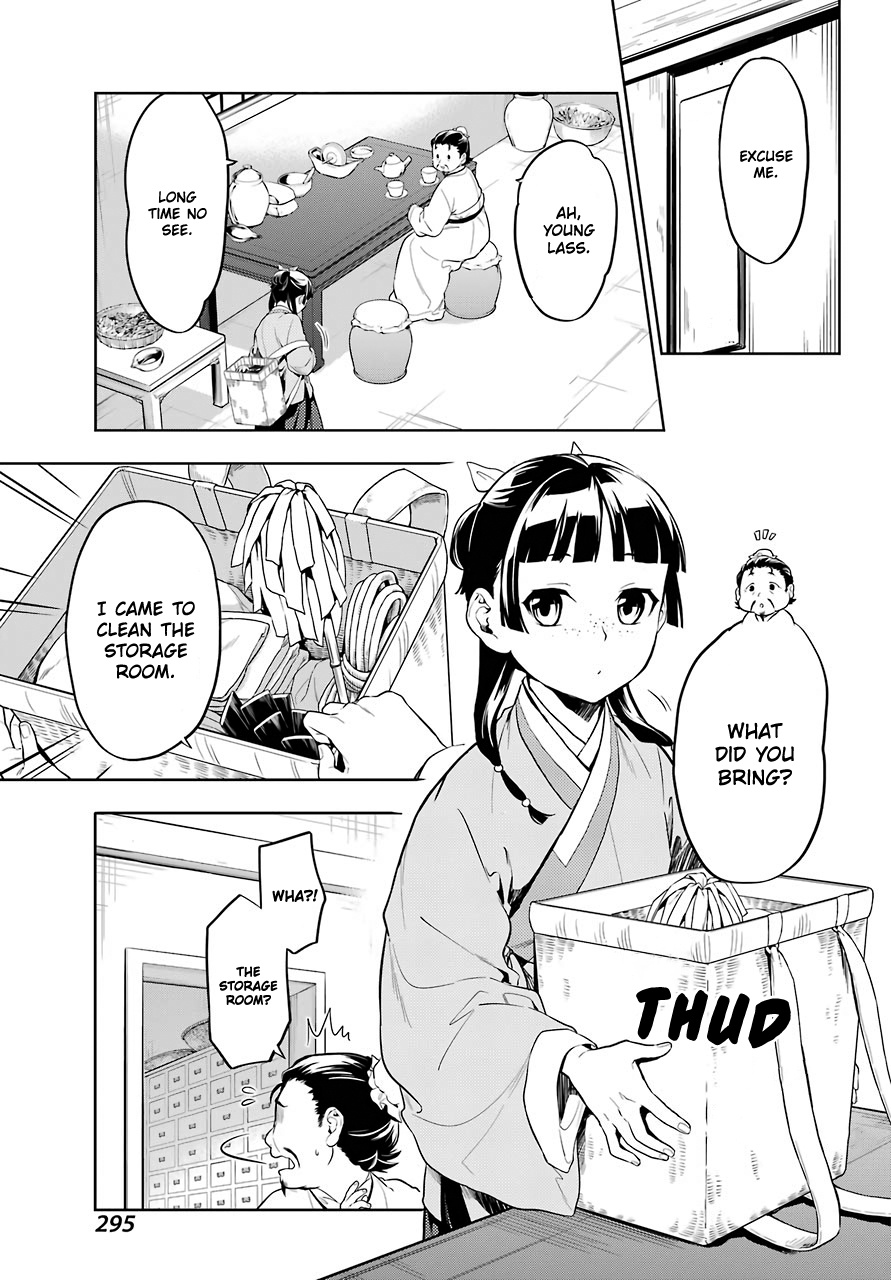 EXCUSE
ME.
AH,
YOUNG
LASS.
LONG
TIME NO
SEE.
WHAT
DID YOU
BRING?
THUD
I CAME TO
CLEAN THE
STORAGE
ROOM.
WHA?!
THE
STORAGE
ROOM?
295